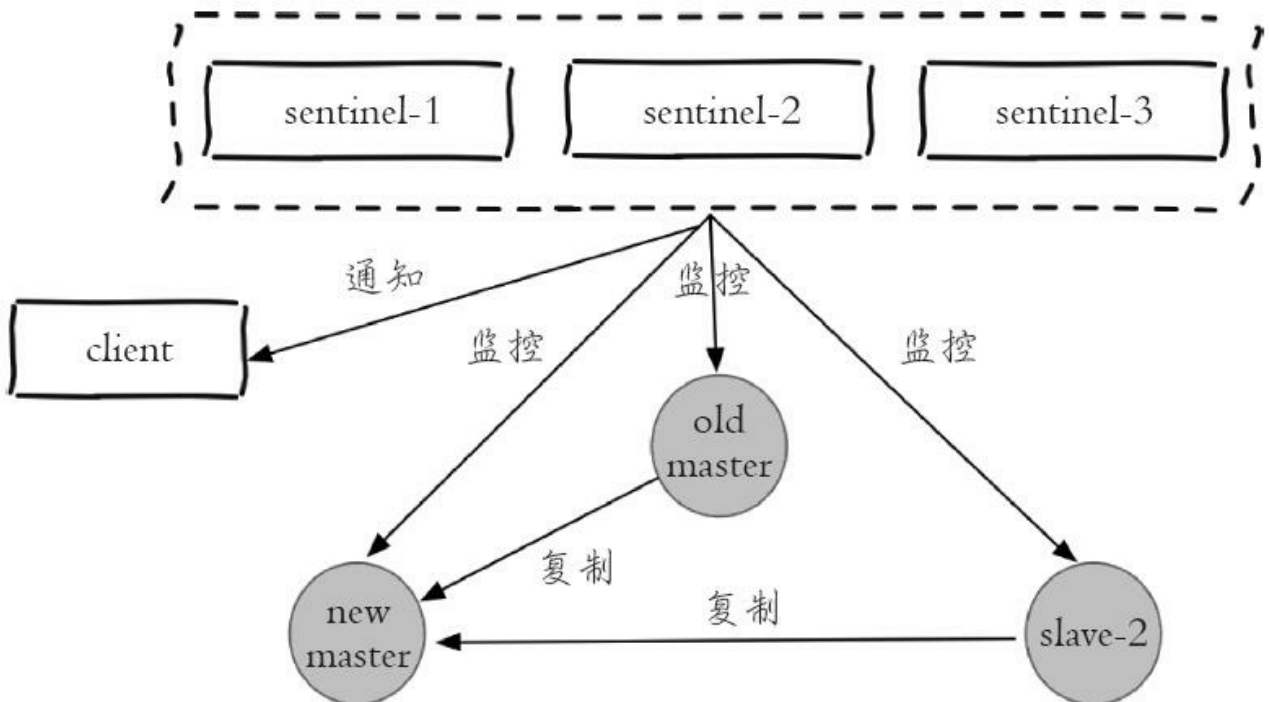 sentinel-1
sentinel-2
sentinel-3
通知
监控
client
监控
监控
old
master
复制
复制
new
master
slave-2